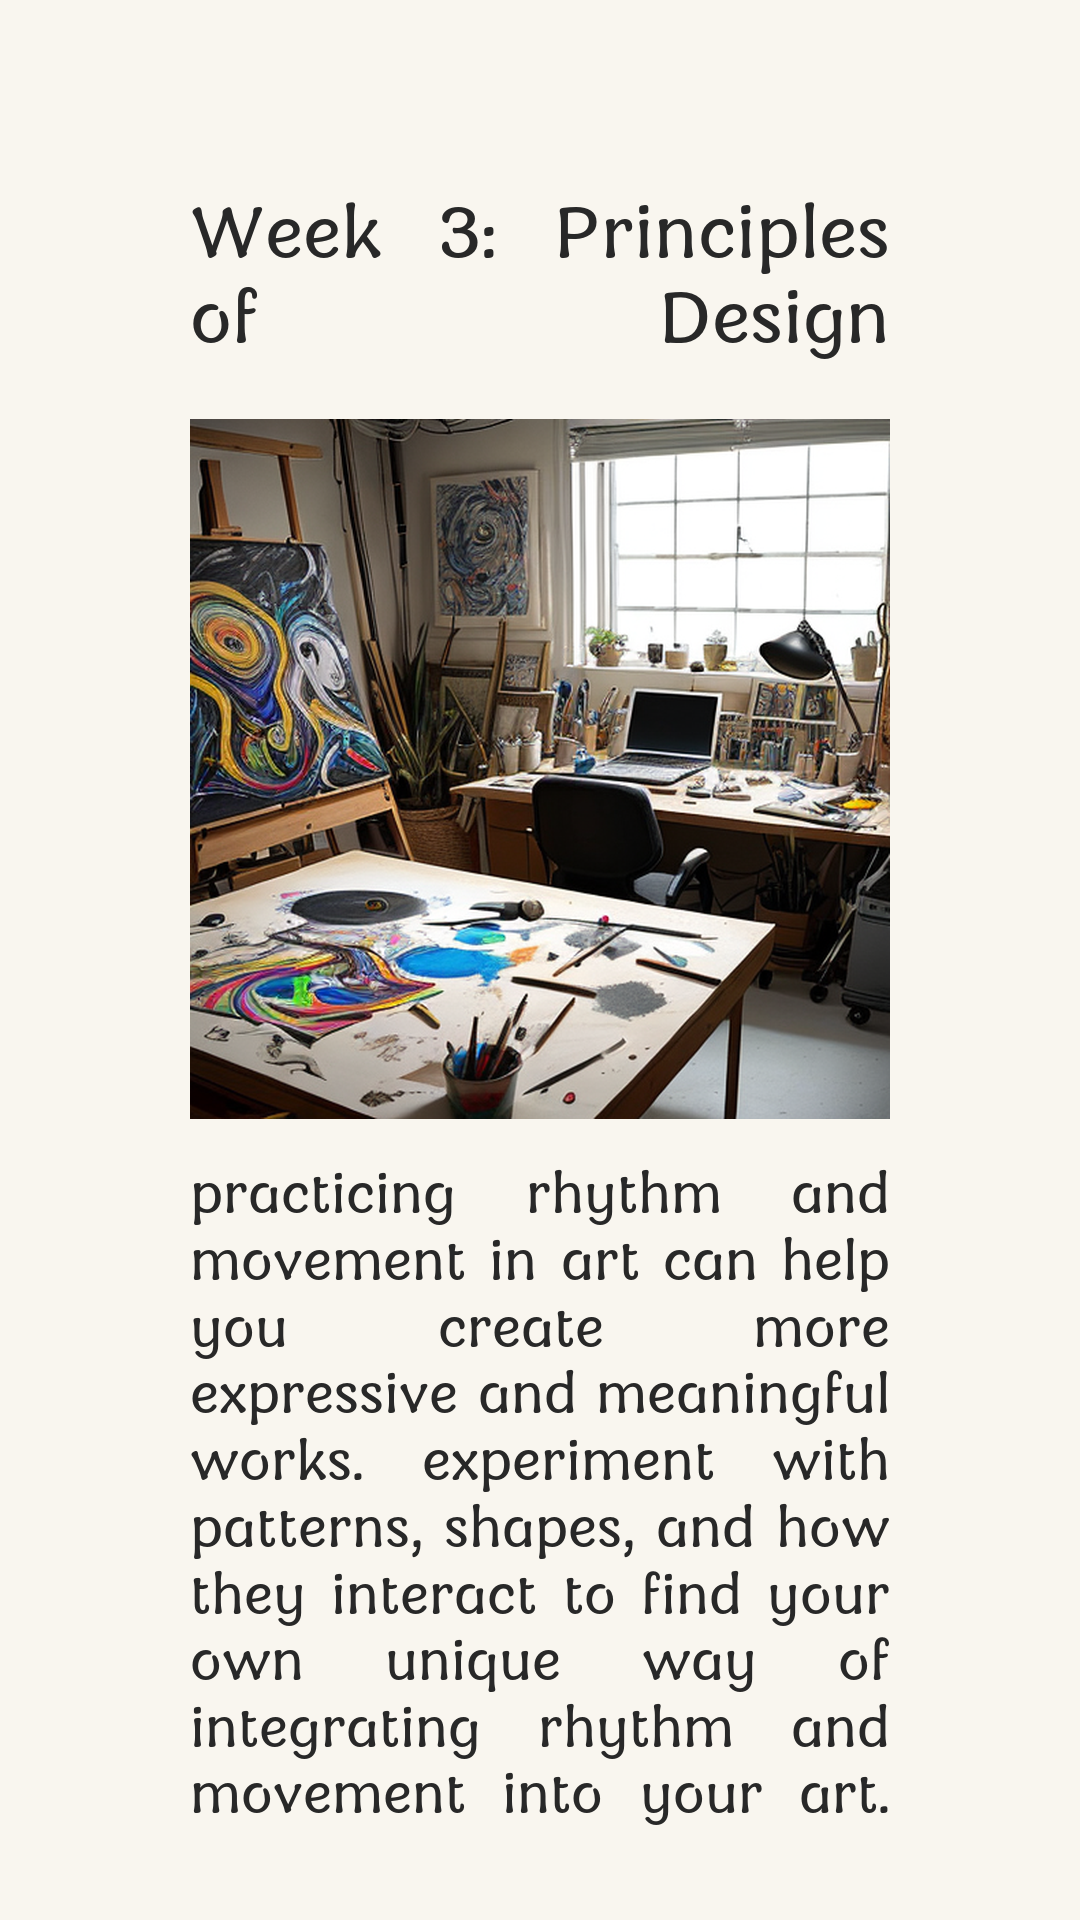 Week 3: Principles
of Design
practicing rhythm and
movement in art can help
you create more
expressive and meaningful
works. experiment with
patterns, shapes, and how
they interact to find your
own unique way of
integrating rhythm and
movement into your art.